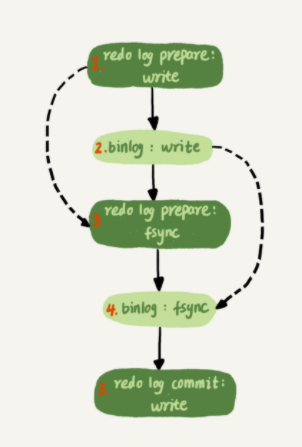 1. redo log prepare:
write
2. binlog : write
3 redo log prepare:
fsync
4. binlog : fsync
5. redo log commit:
write